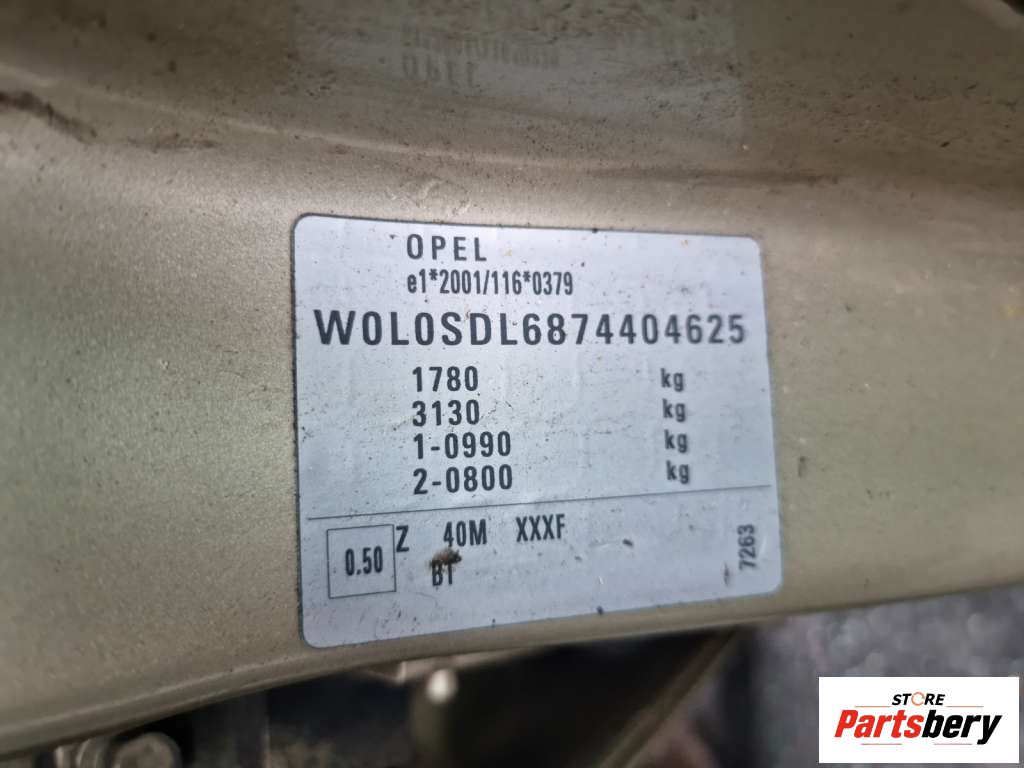 OPEL
e1*2001/116*0379
W0L0SDL6874404625
1780 kg
3130 kg
1-0990 kg
2-0800 kg
0.50 Z 40M XXXF
7263
STORE
Partsbery